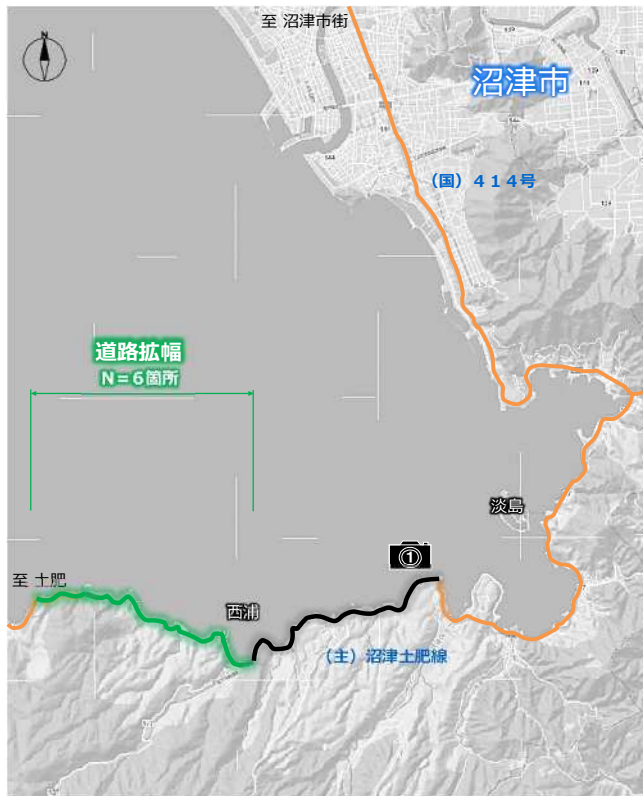 至 沼津市街
N
沼津市
(国) 414号
道路拡幅
N=6箇所
淡島
①
至 土肥
西浦
(主) 沼津土肥線